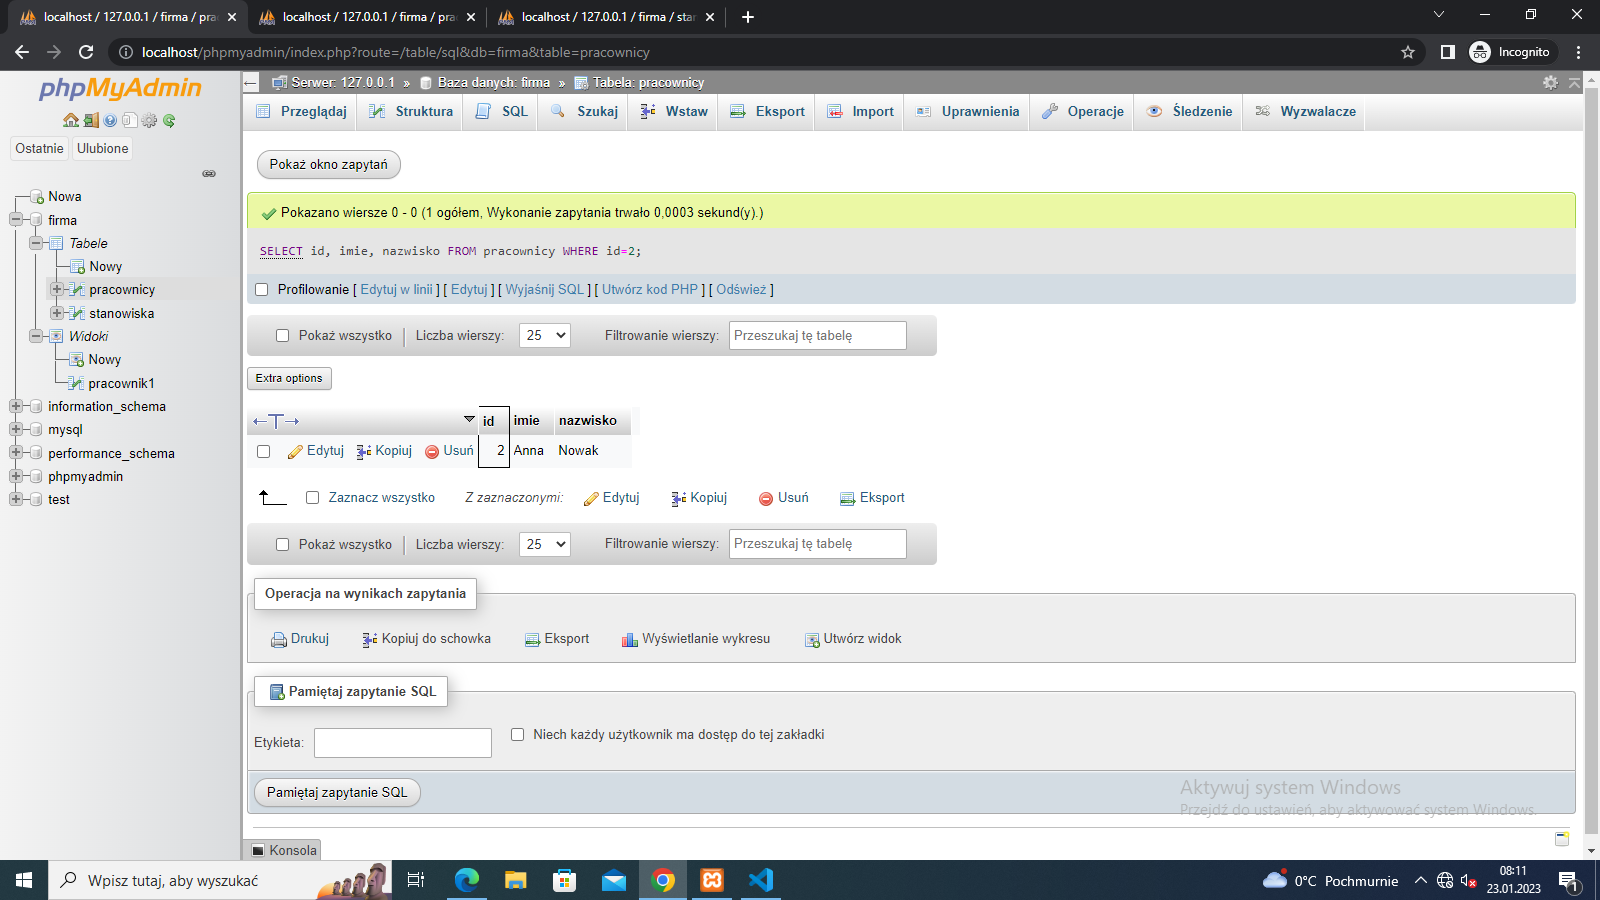 localhost / 127.0.0.1 / firma / pra
localhost / 127.0.0.1 / firma / pra
localhost / 127.0.0.1 / firma / star
localhost/phpmyadmin/index.php?route=/table/sql&db=firma&table=pracownicy
Incognito
phpMyAdmin
Ostatnie
Ulubione
Nowa
firma
Tabele
Nowy
pracownicy
stanowiska
Widoki
Nowy
pracownik1
information_schema
mysql
performance_schema
phpmyadmin
test
Serwer: 127.0.0.1 » Baza danych: firma » Tabela: pracownicy
Przeglądaj Struktura SQL Szukaj Wstaw Eksport Import Uprawnienia Operacje Śledzenie Wyzwalacze
Pokaż okno zapytań
Pokazano wiersze 0 - 0 (1 ogółem, Wykonanie zapytania trwało 0,0003 sekund(y).)
SELECT id, imie, nazwisko FROM pracownicy WHERE id=2;
Profilowanie [ Edytuj w linii ] [ Edytuj ] [ Wyjaśnij SQL ] [ Utwórz kod PHP ] [ Odśwież ]
Pokaż wszystko Liczba wierszy: 25 Filtrowanie wierszy: Przeszukaj tę tabelę
Extra options
←T→ id imie nazwisko
Edytuj Kopiuj Usuń 2 Anna Nowak
Zaznacz wszystko Z zaznaczonymi: Edytuj Kopiuj Usuń Eksport
Pokaż wszystko Liczba wierszy: 25 Filtrowanie wierszy: Przeszukaj tę tabelę
Operacja na wynikach zapytania
Drukuj Kopiuj do schowka Eksport Wyświetlanie wykresu Utwórz widok
Pamiętaj zapytanie SQL
Etykieta: Niech każdy użytkownik ma dostęp do tej zakładki
Pamiętaj zapytanie SQL
Aktywuj system Windows
Przejdź do ustawień, aby aktywować system Windows.
Konsola
Wpisz tutaj, aby wyszukać
0°C Pochmurnie
08:11
23.01.2023
1